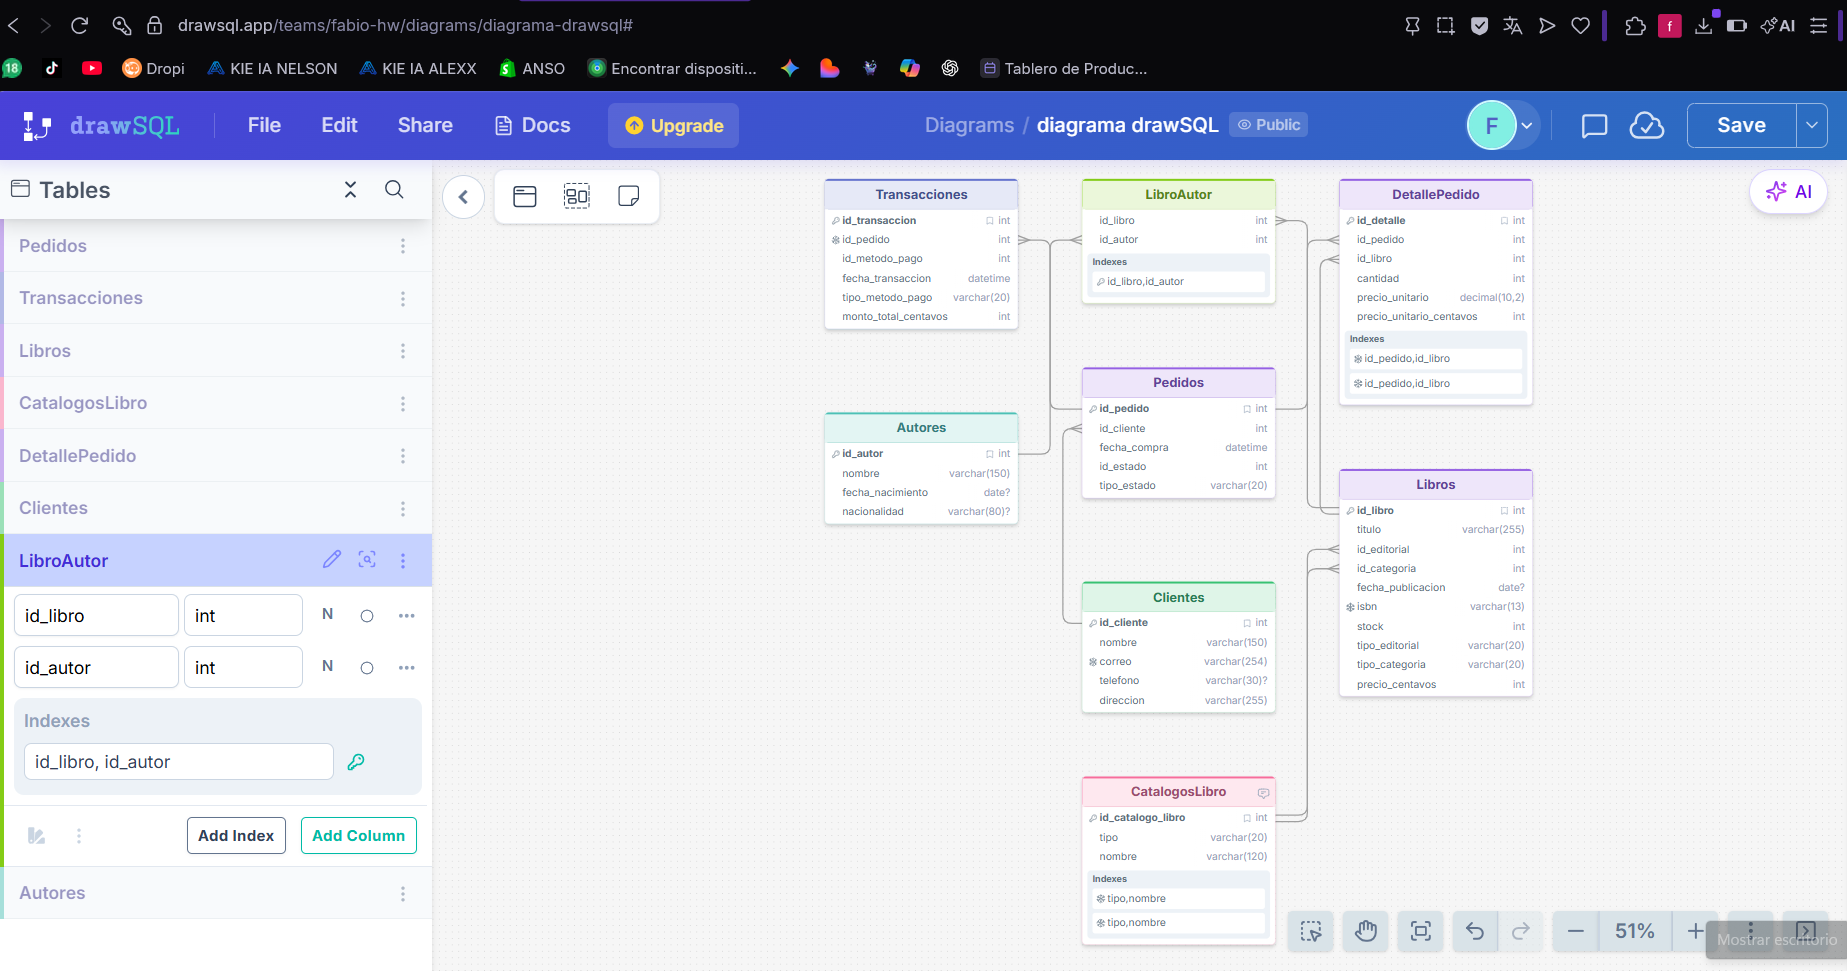 drawsql.app/teams/fabio-hw/diagrams/diagrama-drawsql#
f
AI
18
Dropi
KIE IA NELSON
KIE IA ALEXX
ANSO
Encontrar dispositi...
Tablero de Produc...
drawSQL
File
Edit
Share
Docs
Upgrade
Diagrams / diagrama drawSQL
Public
F
Save
Tables
Pedidos
Transacciones
Libros
CatalogosLibro
DetallePedido
Clientes
LibroAutor
id_libro int N
id_autor int N
Indexes
id_libro, id_autor
Add Index
Add Column
Autores
AI
Transacciones
id_transaccion int
id_pedido int
id_metodo_pago int
fecha_transaccion datetime
tipo_metodo_pago varchar(20)
monto_total_centavos int
LibroAutor
id_libro int
id_autor int
Indexes
id_libro,id_autor
DetallePedido
id_detalle int
id_pedido int
id_libro int
cantidad int
precio_unitario decimal(10,2)
precio_unitario_centavos int
Indexes
id_pedido,id_libro
id_pedido,id_libro
Pedidos
id_pedido int
id_cliente int
fecha_compra datetime
id_estado int
tipo_estado varchar(20)
Autores
id_autor int
nombre varchar(150)
fecha_nacimiento date?
nacionalidad varchar(80)?
Libros
id_libro int
titulo varchar(255)
id_editorial int
id_categoria int
fecha_publicacion date?
isbn varchar(13)
stock int
tipo_editorial varchar(20)
tipo_categoria varchar(20)
precio_centavos int
Clientes
id_cliente int
nombre varchar(150)
correo varchar(254)
telefono varchar(30)?
direccion varchar(255)
CatalogosLibro
id_catalogo_libro int
tipo varchar(20)
nombre varchar(120)
Indexes
tipo,nombre
tipo,nombre
51%
Mostrar escritorio